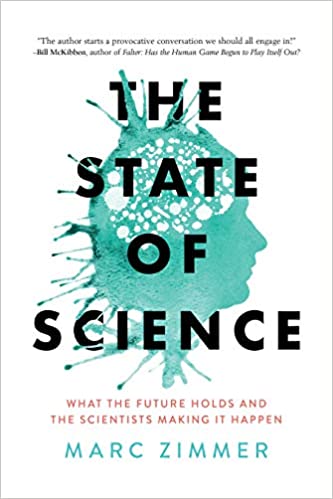 "The author starts a provocative conversation we should all engage in!"
–Bill McKibben, author of Falter: Has the Human Game Begun to Play Itself Out?
THE
STATE
OF
SCIENCE
WHAT THE FUTURE HOLDS AND
THE SCIENTISTS MAKING IT HAPPEN
MARC ZIMMER